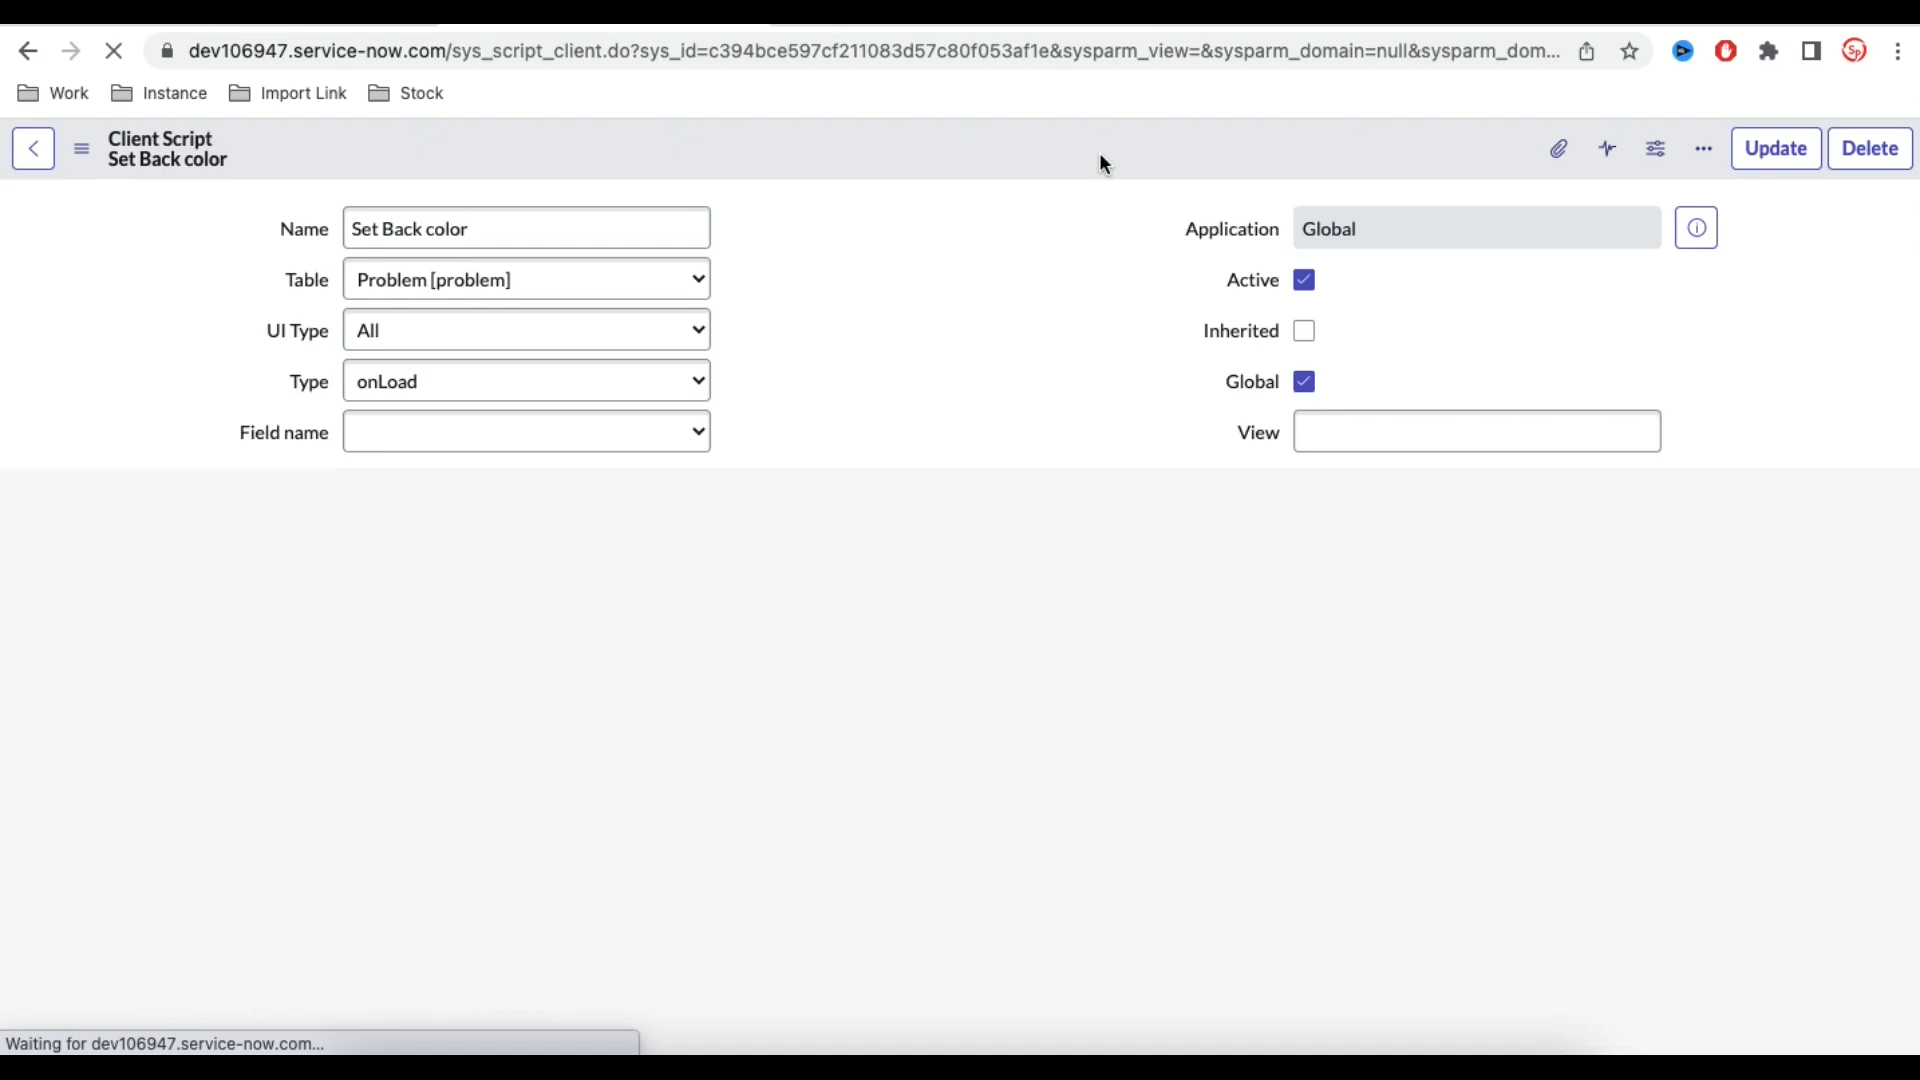 dev106947.service-now.com/sys_script_client.do?sys_id=c394bce597cf211083d57c80f053af1e&sysparm_view=&sysparm_domain=null&sysparm_dom...
Sp
Work Instance Import Link Stock
Client Script
Set Back color
Update Delete
Name Set Back color Application Global
Table Problem [problem] Active
UI Type All Inherited
Type onLoad Global
Field name View
Waiting for dev106947.service-now.com...